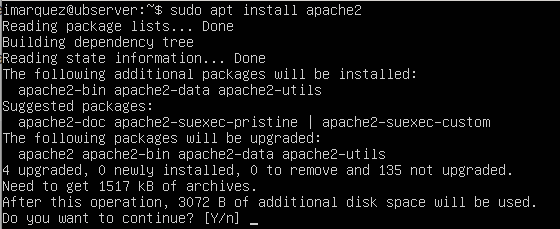 imarquez@ubserver:~$ sudo apt install apache2
Reading package lists... Done
Building dependency tree
Reading state information... Done
The following additional packages will be installed:
  apache2-bin apache2-data apache2-utils
Suggested packages:
  apache2-doc apache2-suexec-pristine | apache2-suexec-custom
The following packages will be upgraded:
  apache2 apache2-bin apache2-data apache2-utils
4 upgraded, 0 newly installed, 0 to remove and 135 not upgraded.
Need to get 1517 kB of archives.
After this operation, 3072 B of additional disk space will be used.
Do you want to continue? [Y/n] _